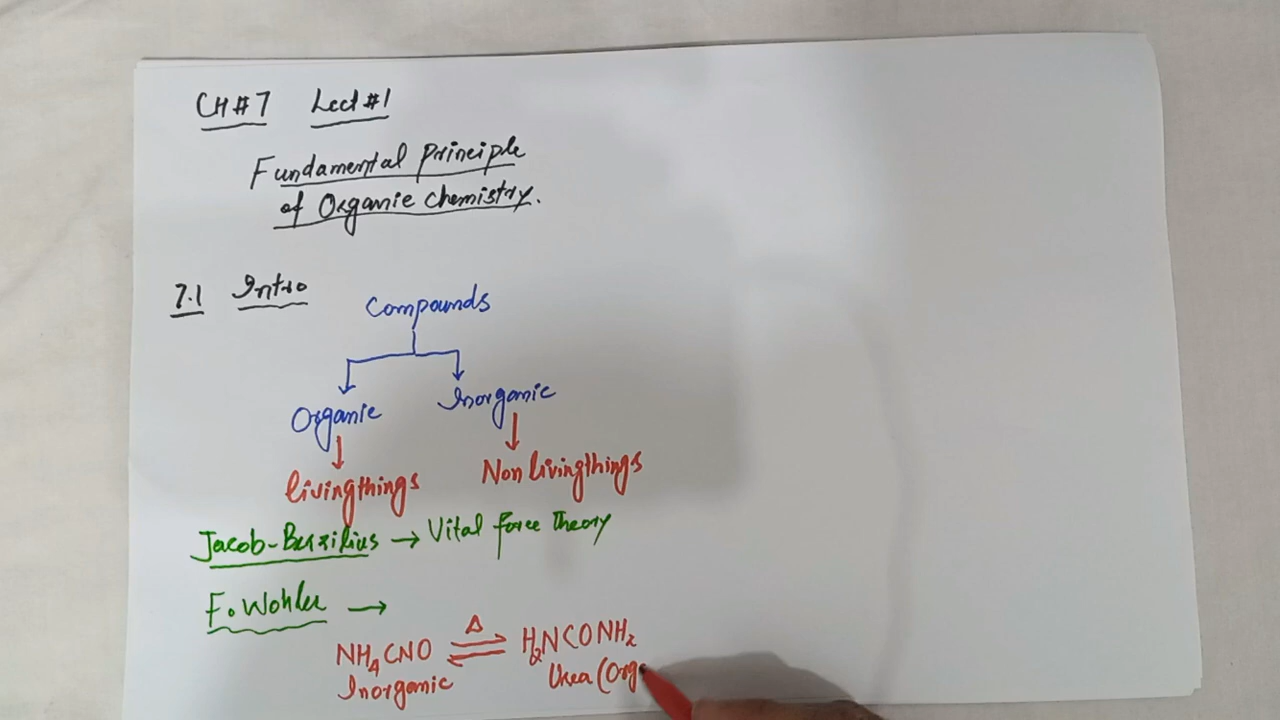 CH#7 Lect#1
Fundamental Principle
of Organic Chemistry.
7.1 Intro
Compounds
Organic Inorganic
livingthings Non livingthings
Jacob-Berzilius → Vital force Theory
F. Wohler →
NH₄CNO Δ ⇌ H₂NCONH₂
Inorganic Urea (Org